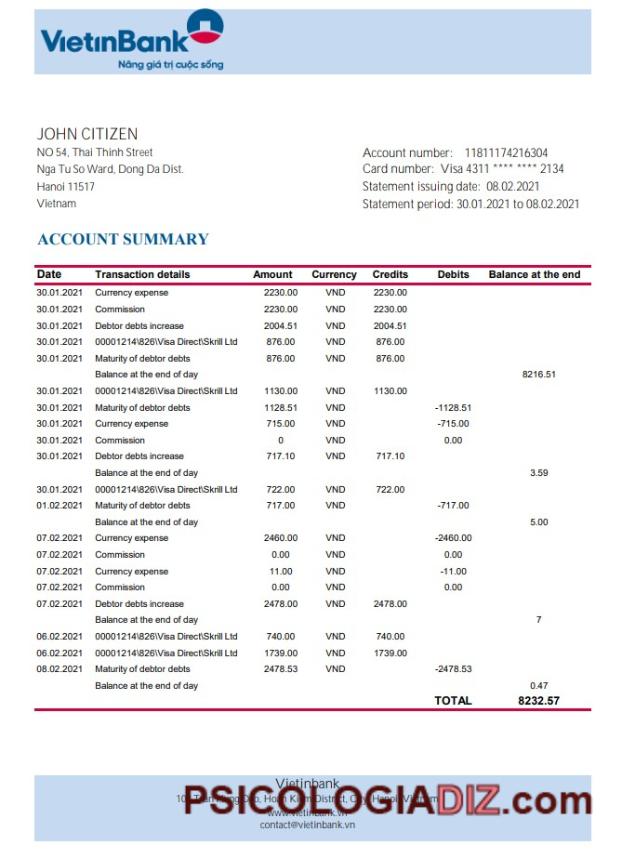 VietinBank
Nâng giá trị cuộc sống
JOHN CITIZEN
NO 54, Thai Thinh Street
Nga Tu So Ward, Dong Da Dist.
Hanoi 11517
Vietnam
Account number: 11811174216304
Card number: Visa 4311 **** **** 2134
Statement issuing date: 08.02.2021
Statement period: 30.01.2021 to 08.02.2021
ACCOUNT SUMMARY
Date Transaction details Amount Currency Credits Debits Balance at the end
30.01.2021 Currency expense 2230.00 VND 2230.00
30.01.2021 Commission 2230.00 VND 2230.00
30.01.2021 Debtor debts increase 2004.51 VND 2004.51
30.01.2021 00001214\826\Visa Direct\Skrill Ltd 876.00 VND 876.00
30.01.2021 Maturity of debtor debts 876.00 VND 876.00
Balance at the end of day 8216.51
30.01.2021 00001214\826\Visa Direct\Skrill Ltd 1130.00 VND 1130.00
30.01.2021 Maturity of debtor debts 1128.51 VND -1128.51
30.01.2021 Currency expense 715.00 VND -715.00
30.01.2021 Commission 0 VND 0.00
30.01.2021 Debtor debts increase 717.10 VND 717.10
Balance at the end of day 3.59
30.01.2021 00001214\826\Visa Direct\Skrill Ltd 722.00 VND 722.00
01.02.2021 Maturity of debtor debts 717.00 VND -717.00
Balance at the end of day 5.00
07.02.2021 Currency expense 2460.00 VND -2460.00
07.02.2021 Commission 0.00 VND 0.00
07.02.2021 Currency expense 11.00 VND -11.00
07.02.2021 Commission 0.00 VND 0.00
07.02.2021 Debtor debts increase 2478.00 VND 2478.00
Balance at the end of day 7
06.02.2021 00001214\826\Visa Direct\Skrill Ltd 740.00 VND 740.00
06.02.2021 00001214\826\Visa Direct\Skrill Ltd 1739.00 VND 1739.00
08.02.2021 Maturity of debtor debts 2478.53 VND -2478.53
Balance at the end of day 0.47
TOTAL 8232.57
Vietinbank
Hoan Kiem District, City, Hanoi, Vietnam
PSICOLOGIADIZ.com
www.vietinbank.vn
contact@vietinbank.vn